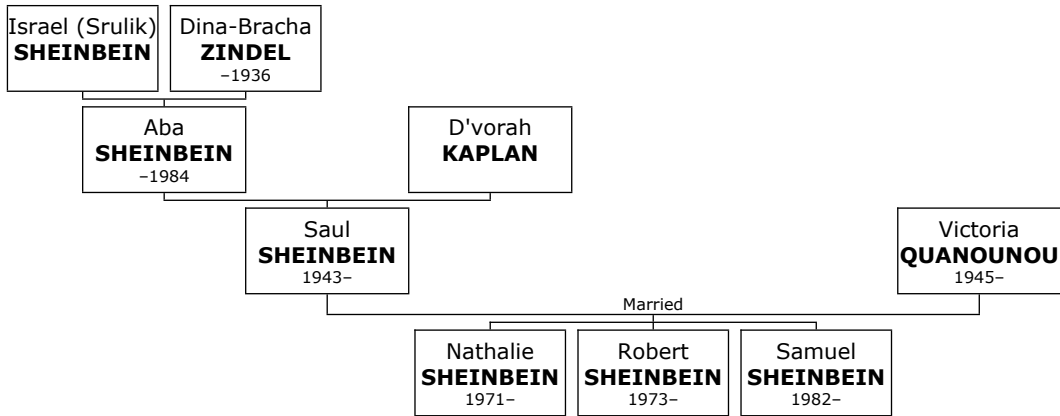 Israel (Srulik)
SHEINBEIN
Dina-Bracha
ZINDEL
–1936
Aba
SHEINBEIN
–1984
D'vorah
KAPLAN
Saul
SHEINBEIN
1943–
Victoria
QUANOUNOU
1945–
Married
Nathalie
SHEINBEIN
1971–
Robert
SHEINBEIN
1973–
Samuel
SHEINBEIN
1982–